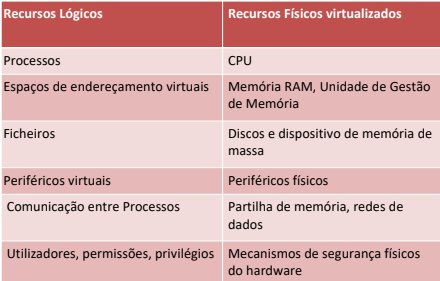 Recursos Lógicos
Recursos Físicos virtualizados
Processos
CPU
Espaços de endereçamento virtuais
Memória RAM, Unidade de Gestão
de Memória
Ficheiros
Discos e dispositivo de memória de
massa
Periféricos virtuais
Periféricos físicos
Comunicação entre Processos
Partilha de memória, redes de
dados
Utilizadores, permissões, privilégios
Mecanismos de segurança físicos
do hardware